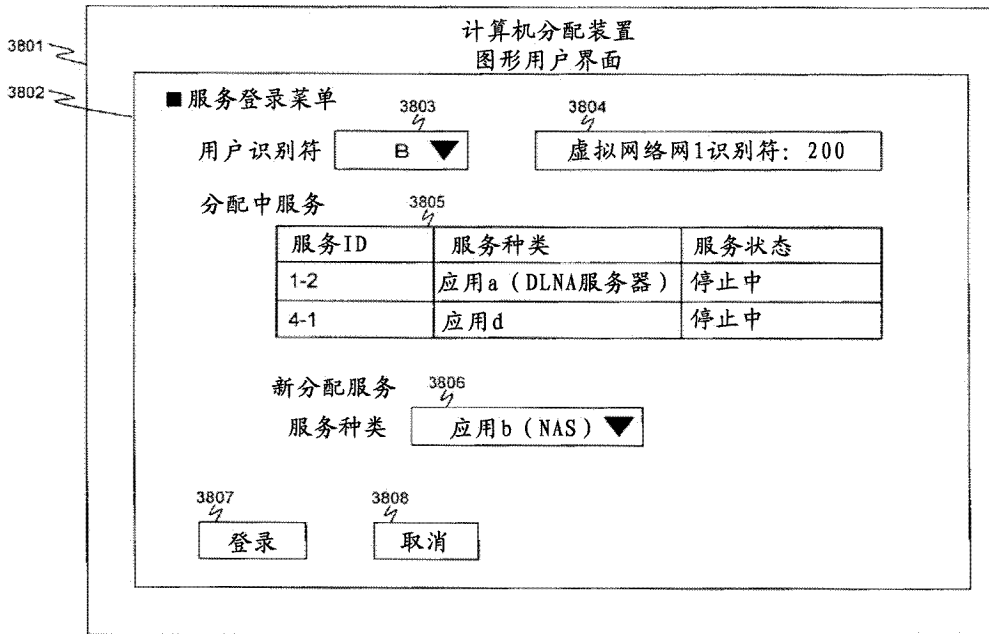 计算机分配装置
图形用户界面
3801
3802
■服务登录菜单
3803
3804
用户识别符 B ▼ 虚拟网络网1识别符: 200
分配中服务
3805
服务ID 服务种类 服务状态
1-2 应用a(DLNA服务器) 停止中
4-1 应用d 停止中
新分配服务
3806
服务种类 应用b(NAS) ▼
3807
3808
登录 取消